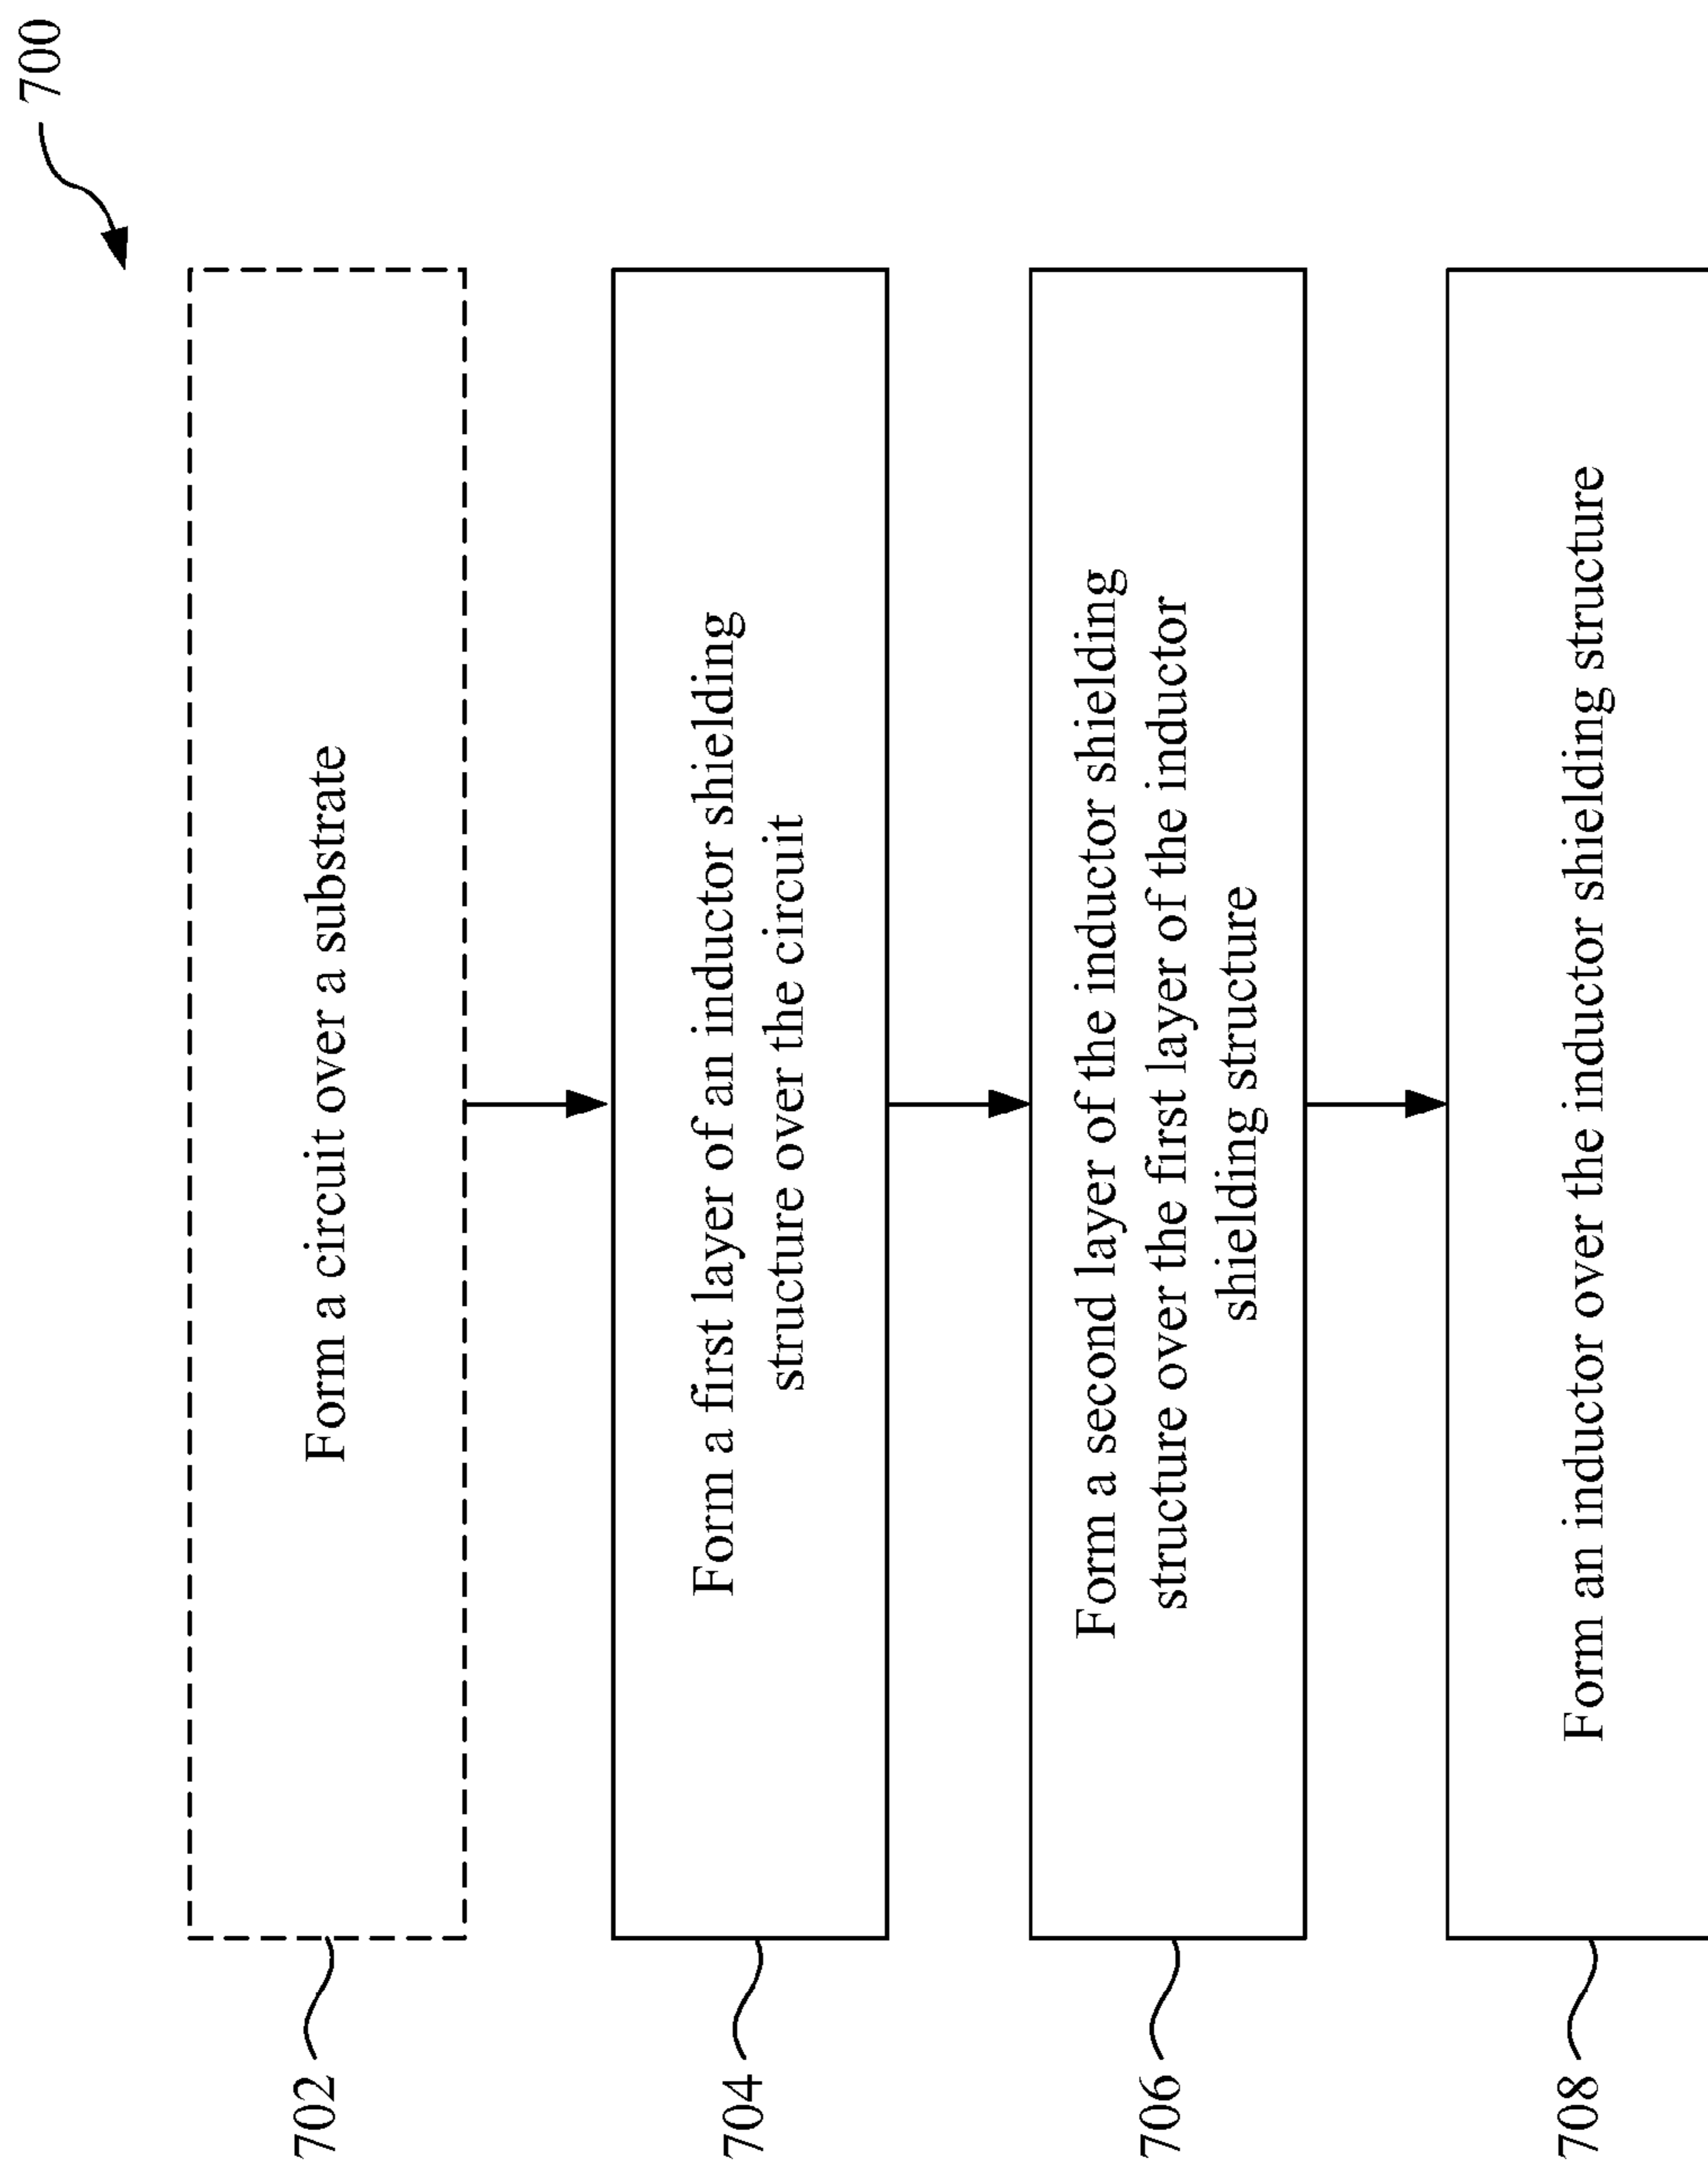 700
702
Form a circuit over a substrate
704
Form a first layer of an inductor shielding
structure over the circuit
706
Form a second layer of the inductor shielding
structure over the first layer of the inductor
shielding structure
708
Form an inductor over the inductor shielding structure